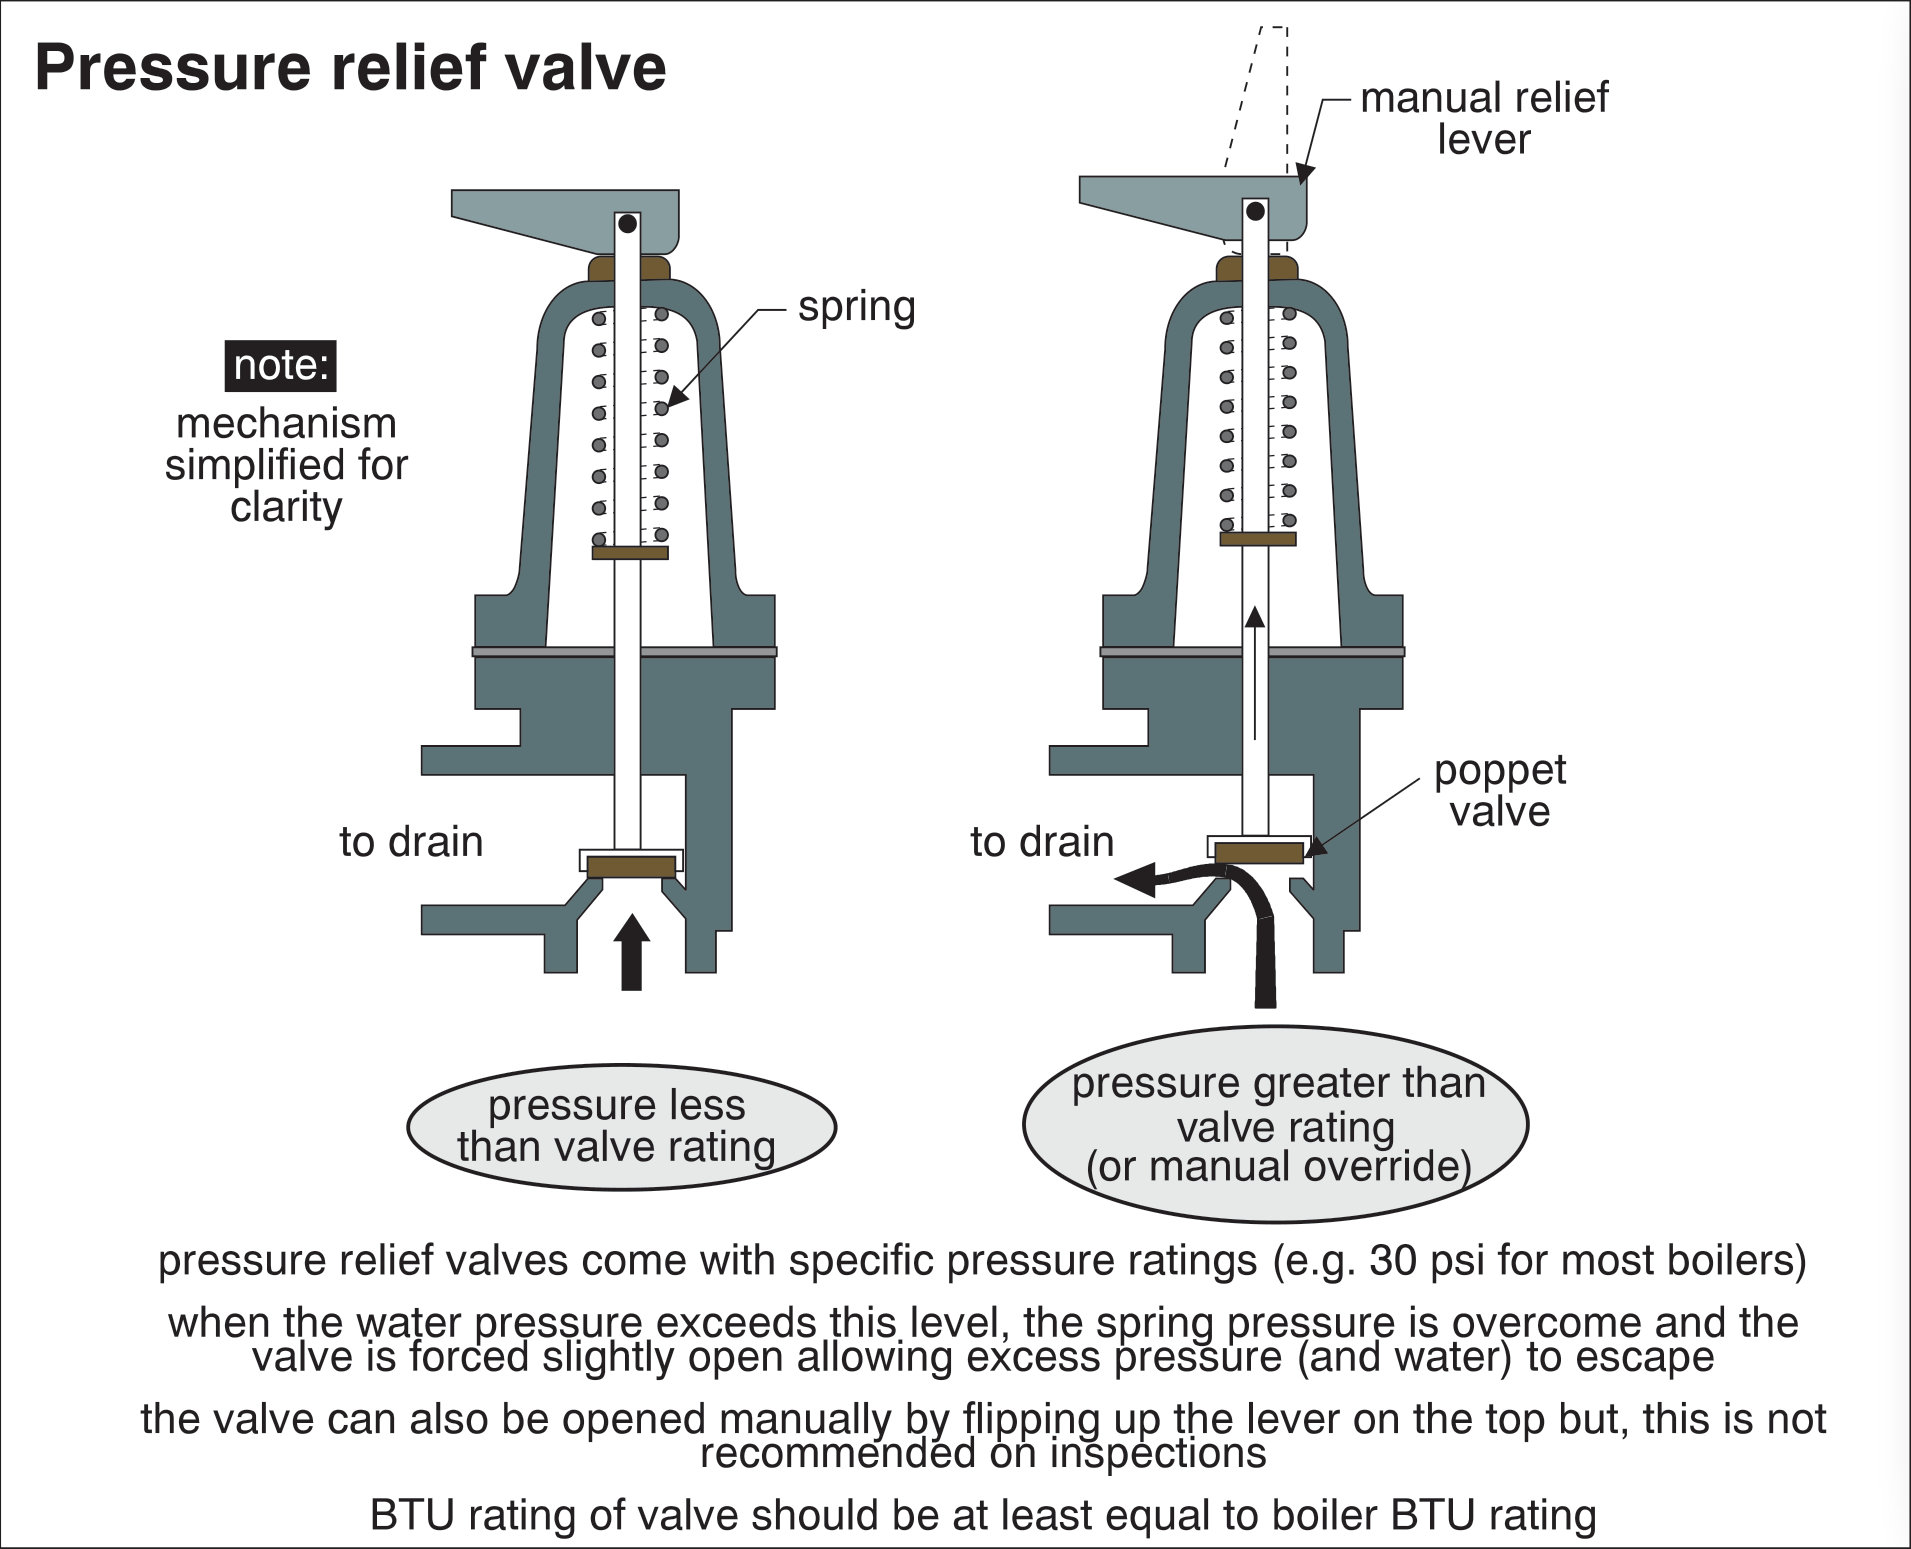 Pressure relief valve
manual relief
lever
spring
note:
mechanism
simplified for
clarity
poppet
valve
to drain
to drain
pressure less
than valve rating
pressure greater than
valve rating
(or manual override)
pressure relief valves come with specific pressure ratings (e.g. 30 psi for most boilers)
when the water pressure exceeds this level, the spring pressure is overcome and the
valve is forced slightly open allowing excess pressure (and water) to escape
the valve can also be opened manually by flipping up the lever on the top but, this is not
recommended on inspections
BTU rating of valve should be at least equal to boiler BTU rating